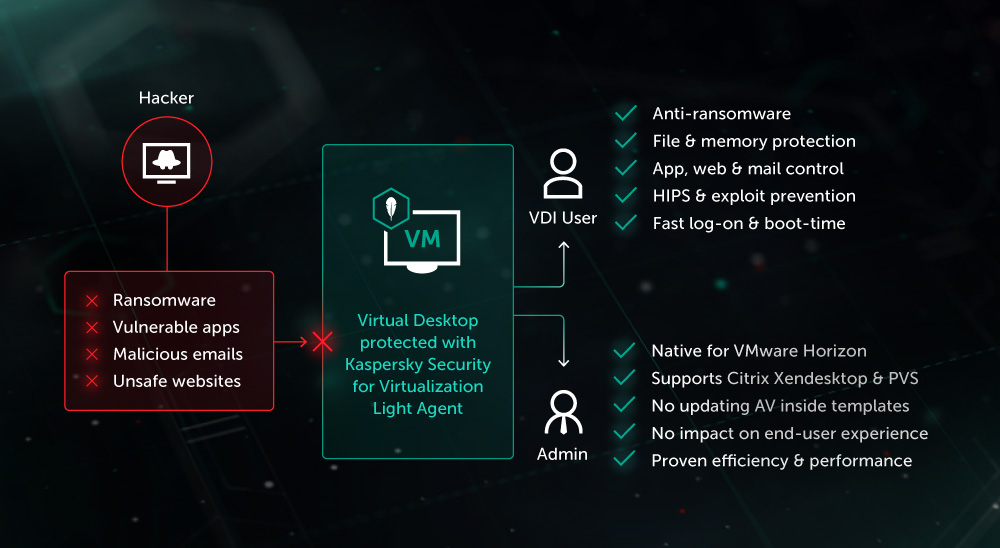 Hacker
Ransomware
Vulnerable apps
Malicious emails
Unsafe websites
VM
Virtual Desktop
protected with
Kaspersky Security
for Virtualization
Light Agent
VDI User
Anti-ransomware
File & memory protection
App, web & mail control
HIPS & exploit prevention
Fast log-on & boot-time
Admin
Native for VMware Horizon
Supports Citrix Xendesktop & PVS
No updating AV inside templates
No impact on end-user experience
Proven efficiency & performance